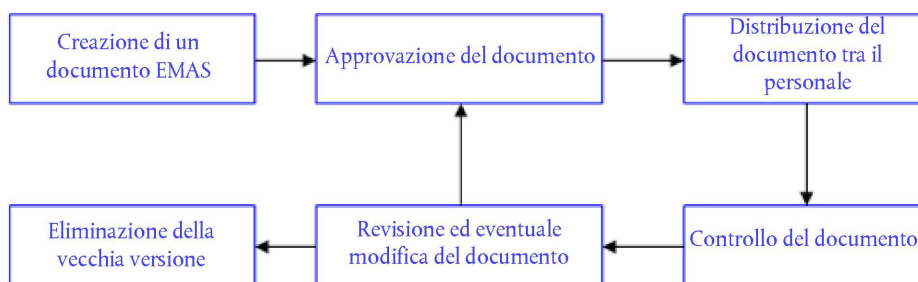 Creazione di un
documento EMAS
Approvazione del documento
Distribuzione del
documento tra il
personale
Eliminazione della
vecchia versione
Revisione ed eventuale
modifica del documento
Controllo del documento